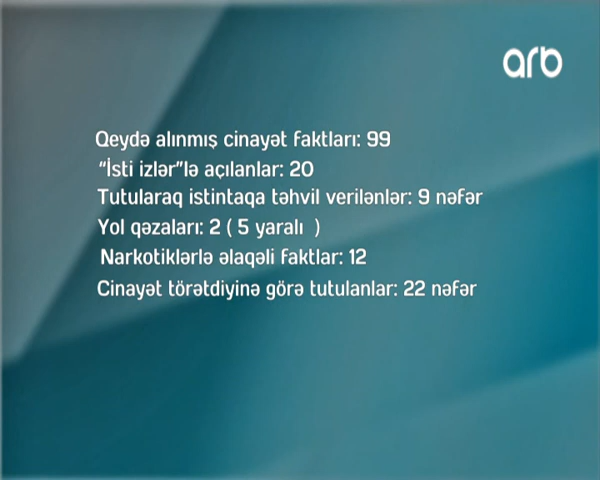 arb
Qeydə alınmış cinayət faktları: 99
"İsti izlər"lə açılanlar: 20
Tutularaq istintaqa təhvil verilənlər: 9 nəfər
Yol qəzaları: 2 ( 5 yaralı  )
Narkotiklərlə əlaqəli faktlar: 12
Cinayət törətdiyinə görə tutulanlar: 22 nəfər